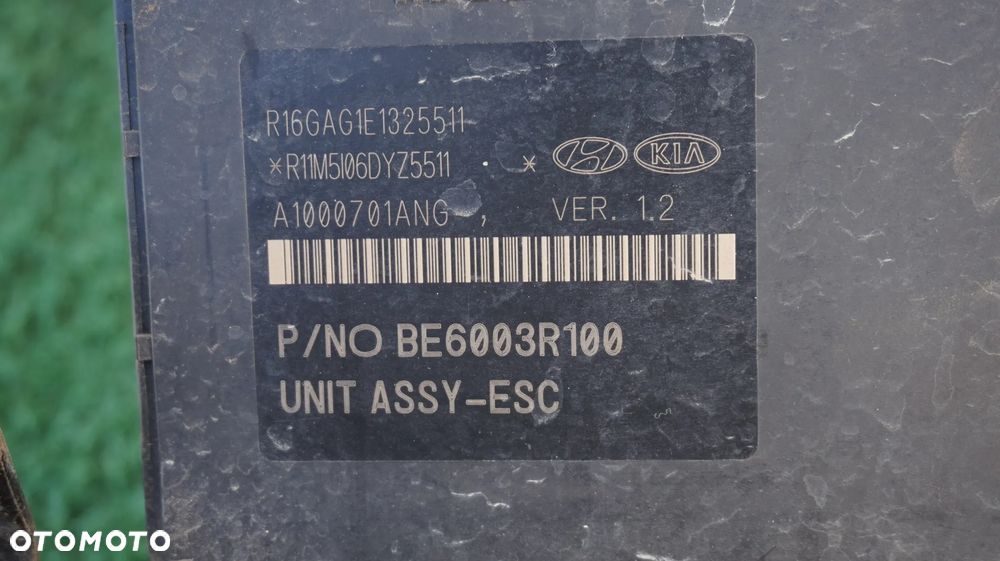 R16GAG1E1325511
*R11M5I06DYZ5511 . *
KIA
A1000701ANG , VER. 1.2
P/NO BE6003R100
UNIT ASSY-ESC
OTOMOTO